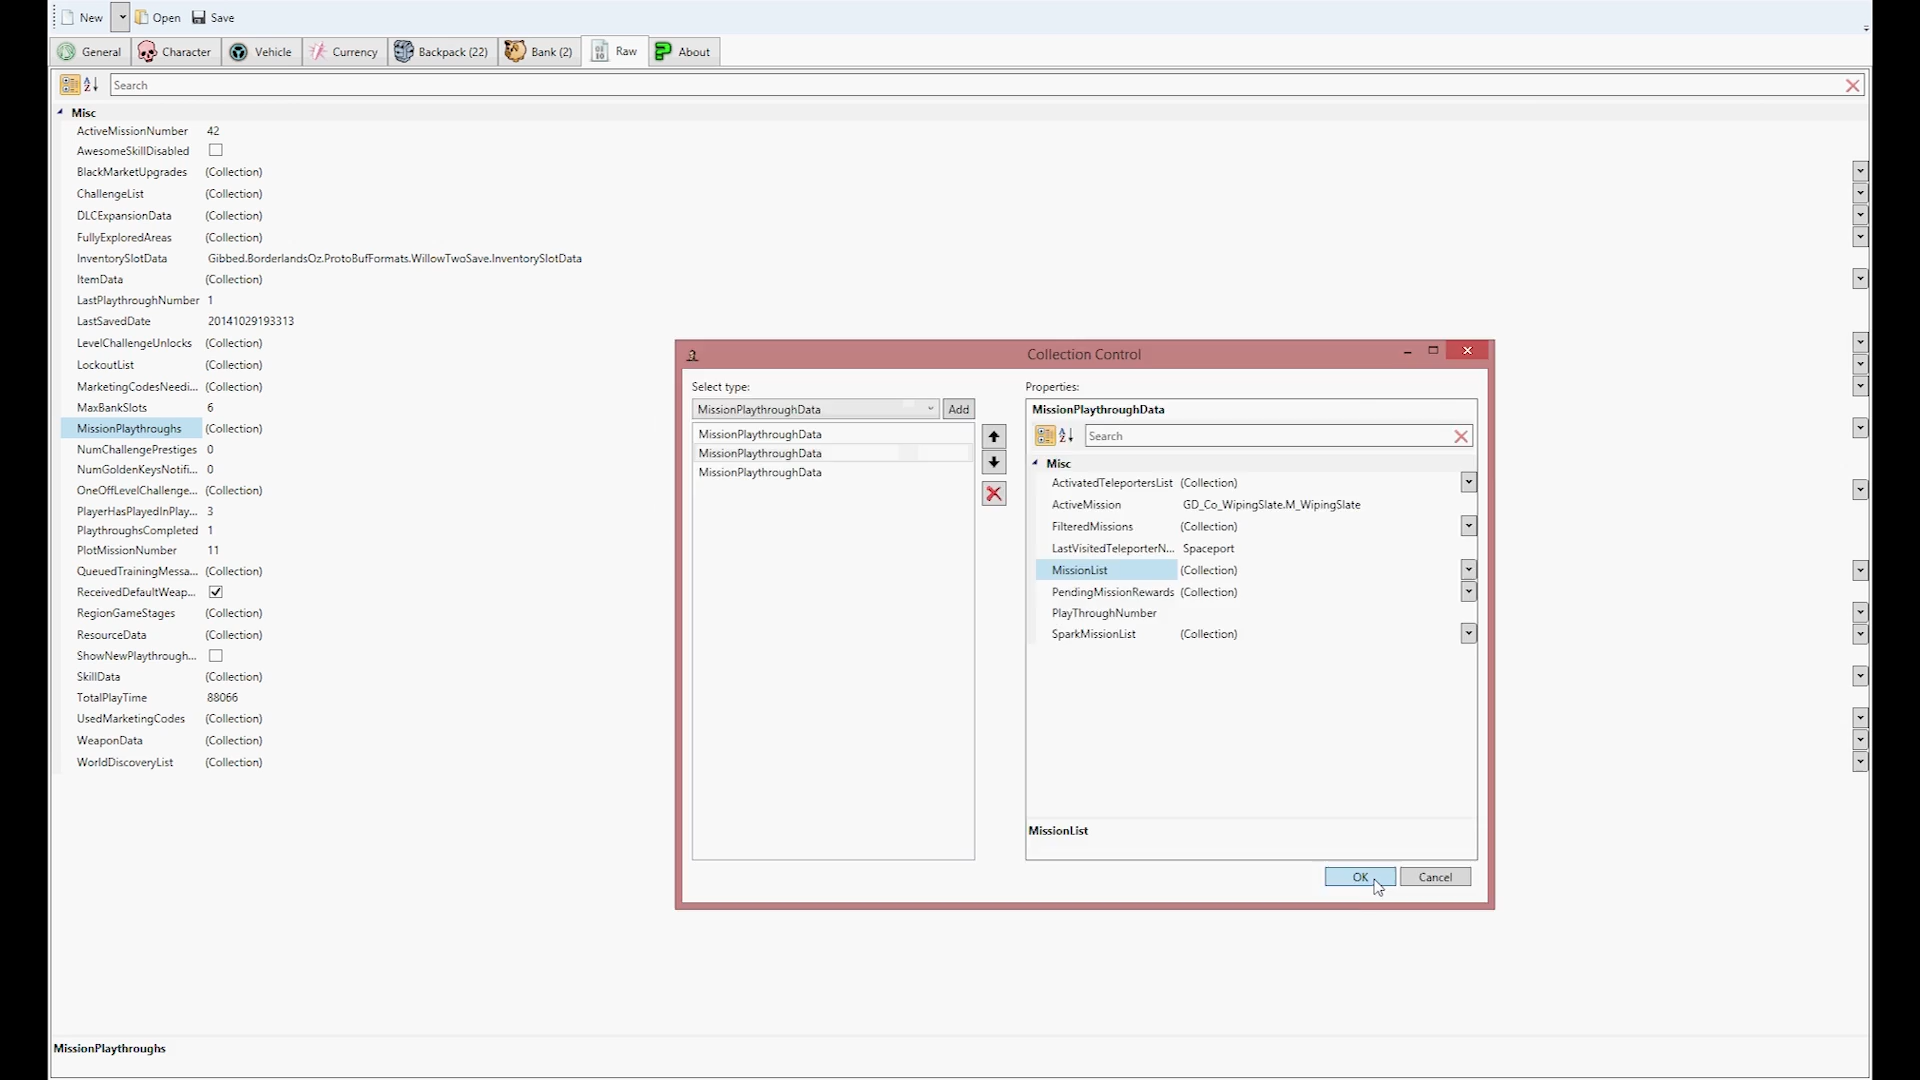 New Open Save
General Character Vehicle Currency Backpack (22) Bank (2) Raw About
Search
Misc
ActiveMissionNumber 42
AwesomeSkillDisabled
BlackMarketUpgrades (Collection)
ChallengeList (Collection)
DLCExpansionData (Collection)
FullyExploredAreas (Collection)
InventorySlotData Gibbed.BorderlandsOz.ProtoBufFormats.WillowTwoSave.InventorySlotData
ItemData (Collection)
LastPlaythroughNumber 1
LastSavedDate 20141029193313
LevelChallengeUnlocks (Collection)
LockoutList (Collection)
MarketingCodesNeedi... (Collection)
MaxBankSlots 6
MissionPlaythroughs (Collection)
NumChallengePrestiges 0
NumGoldenKeysNotifi... 0
OneOffLevelChallenge... (Collection)
PlayerHasPlayedInPlay... 3
PlaythroughsCompleted 1
PlotMissionNumber 11
QueuedTrainingMessa... (Collection)
ReceivedDefaultWeap...
RegionGameStages (Collection)
ResourceData (Collection)
ShowNewPlaythrough...
SkillData (Collection)
TotalPlayTime 88066
UsedMarketingCodes (Collection)
WeaponData (Collection)
WorldDiscoveryList (Collection)
MissionPlaythroughs
Collection Control
Select type:
MissionPlaythroughData Add
MissionPlaythroughData
MissionPlaythroughData
MissionPlaythroughData
Properties:
MissionPlaythroughData
Search
Misc
ActivatedTeleportersList (Collection)
ActiveMission GD_Co_WipingSlate.M_WipingSlate
FilteredMissions (Collection)
LastVisitedTeleporterN... Spaceport
MissionList (Collection)
PendingMissionRewards (Collection)
PlayThroughNumber
SparkMissionList (Collection)
MissionList
OK Cancel